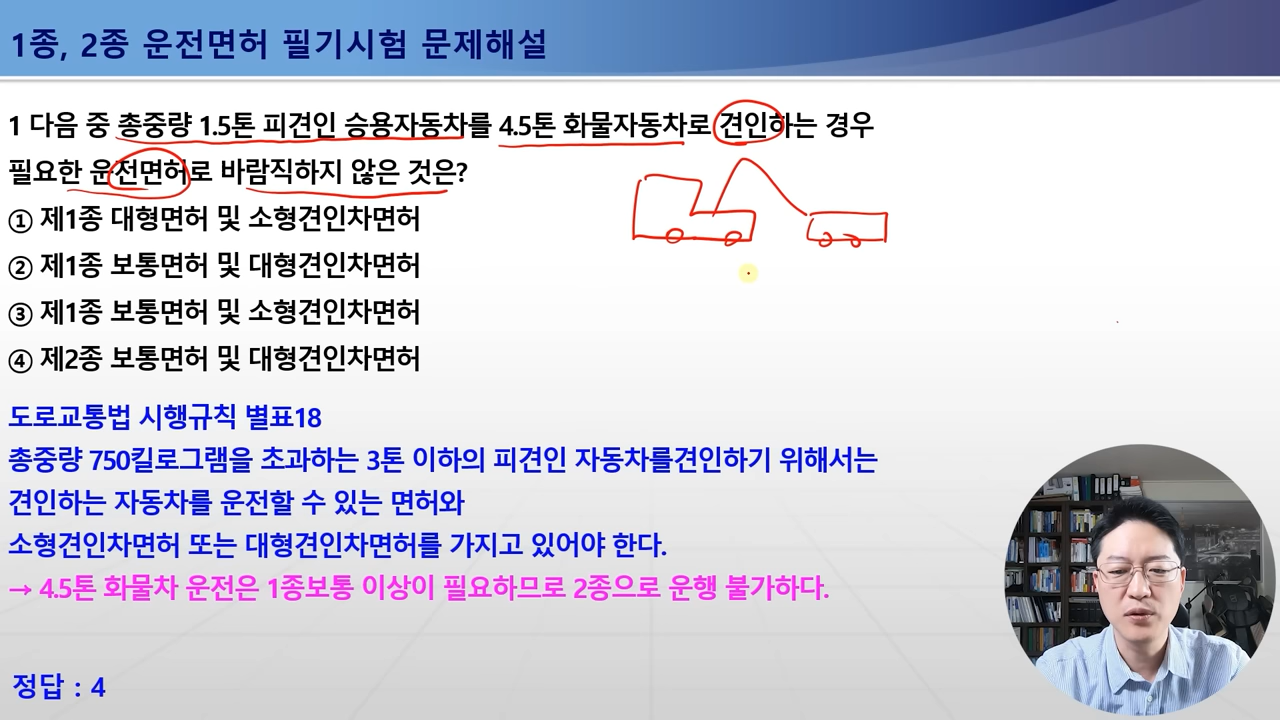 1종, 2종 운전면허 필기시험 문제해설
1 다음 중 총중량 1.5톤 피견인 승용자동차를 4.5톤 화물자동차로 견인하는 경우
필요한 운전면허로 바람직하지 않은 것은?
① 제1종 대형면허 및 소형견인차면허
② 제1종 보통면허 및 대형견인차면허
③ 제1종 보통면허 및 소형견인차면허
④ 제2종 보통면허 및 대형견인차면허
도로교통법 시행규칙 별표18
총중량 750킬로그램을 초과하는 3톤 이하의 피견인 자동차를견인하기 위해서는
견인하는 자동차를 운전할 수 있는 면허와
소형견인차면허 또는 대형견인차면허를 가지고 있어야 한다.
→ 4.5톤 화물차 운전은 1종보통 이상이 필요하므로 2종으로 운행 불가하다.
정답 : 4